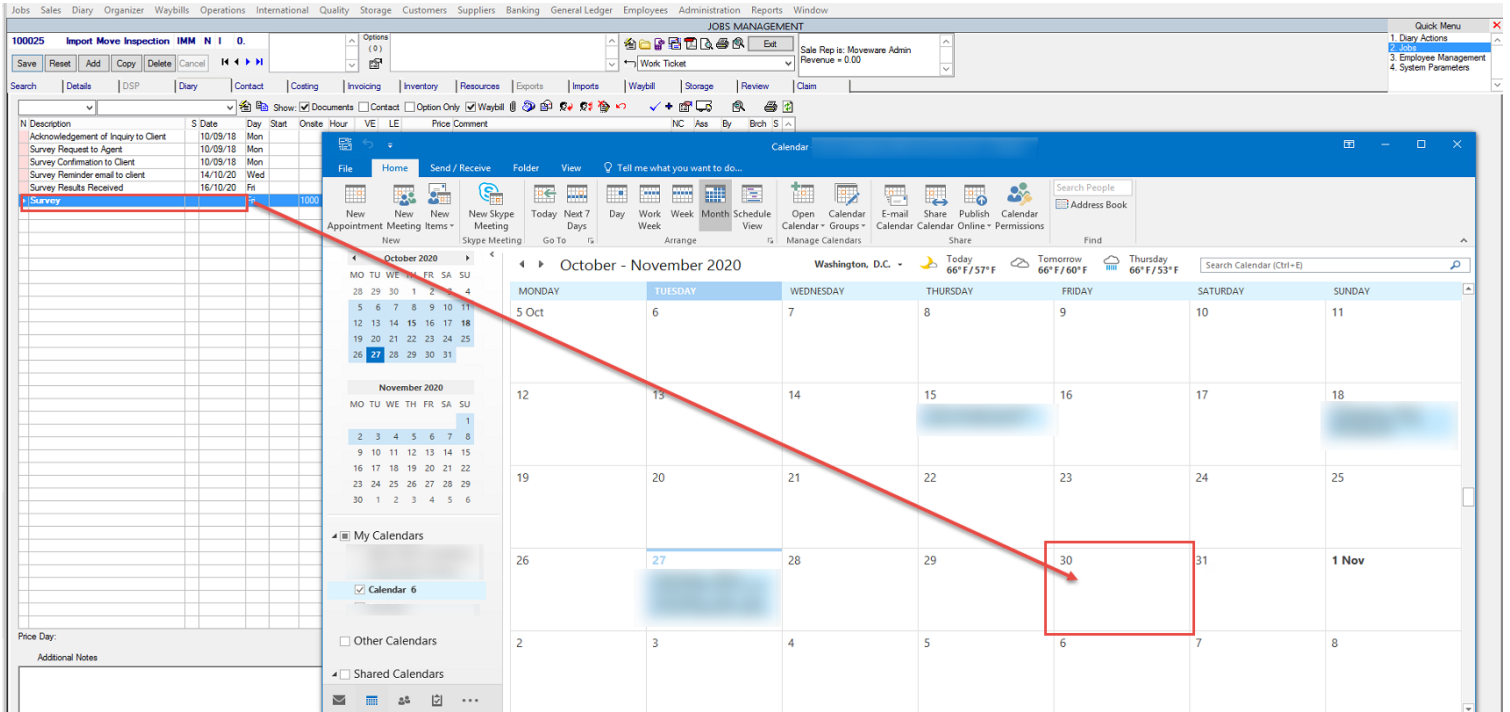 Jobs Sales Diary Organizer Waybills Operations International Quality Storage Customers Suppliers Banking General Ledger Employees Administration Reports Window
JOBS MANAGEMENT
Quick Menu
100025 Import Move Inspection IMM N I 0.
Options
(0)
Exit
Sale Rep is: Moveware Admin
Revenue = 0.00
1. Diary Actions
2. Jobs
3. Employee Management
4. System Parameters
Save Reset Add Copy Delete Cancel
Work Ticket
Search Details DSP Diary Contact Costing Invoicing Inventory Resources Exports Imports Waybill Storage Review Claim
Show: Documents Contact Option Only Waybill
N Description S Date Day Start Onsite Hour VE LE Price Comment NC Ass By Brch S
Acknowledgement of Inquiry to Client 10/09/18 Mon
Survey Request to Agent 10/09/18 Mon
Survey Confirmation to Client 10/09/18 Mon
Survey Reminder email to client 14/10/20 Wed
Survey Results Received 16/10/20 Fri
Survey 1000
Price Day:
Additional Notes
Calendar
File Home Send / Receive Folder View Tell me what you want to do...
New Appointment
New Meeting
New Items
New Skype Meeting
Today
Next 7 Days
Day
Work Week
Week
Month
Schedule View
Open Calendar
Calendar Groups
E-mail Calendar
Share Calendar
Publish Online
Calendar Permissions
Search People
Address Book
New Skype Meeting Go To Arrange Manage Calendars Share Find
October 2020
MO TU WE TH FR SA SU
28 29 30 1 2 3 4
5 6 7 8 9 10 11
12 13 14 15 16 17 18
19 20 21 22 23 24 25
26 27 28 29 30 31
November 2020
MO TU WE TH FR SA SU
1
2 3 4 5 6 7 8
9 10 11 12 13 14 15
16 17 18 19 20 21 22
23 24 25 26 27 28 29
30 1 2 3 4 5 6
My Calendars
Calendar 6
Other Calendars
Shared Calendars
October - November 2020
Washington, D.C.
Today
66°F/57°F
Tomorrow
66°F/60°F
Thursday
66°F/53°F
Search Calendar (Ctrl+E)
MONDAY TUESDAY WEDNESDAY THURSDAY FRIDAY SATURDAY SUNDAY
5 Oct 6 7 8 9 10 11
12 13 14 15 16 17 18
19 20 21 22 23 24 25
26 27 28 29 30 31 1 Nov
2 3 4 5 6 7 8